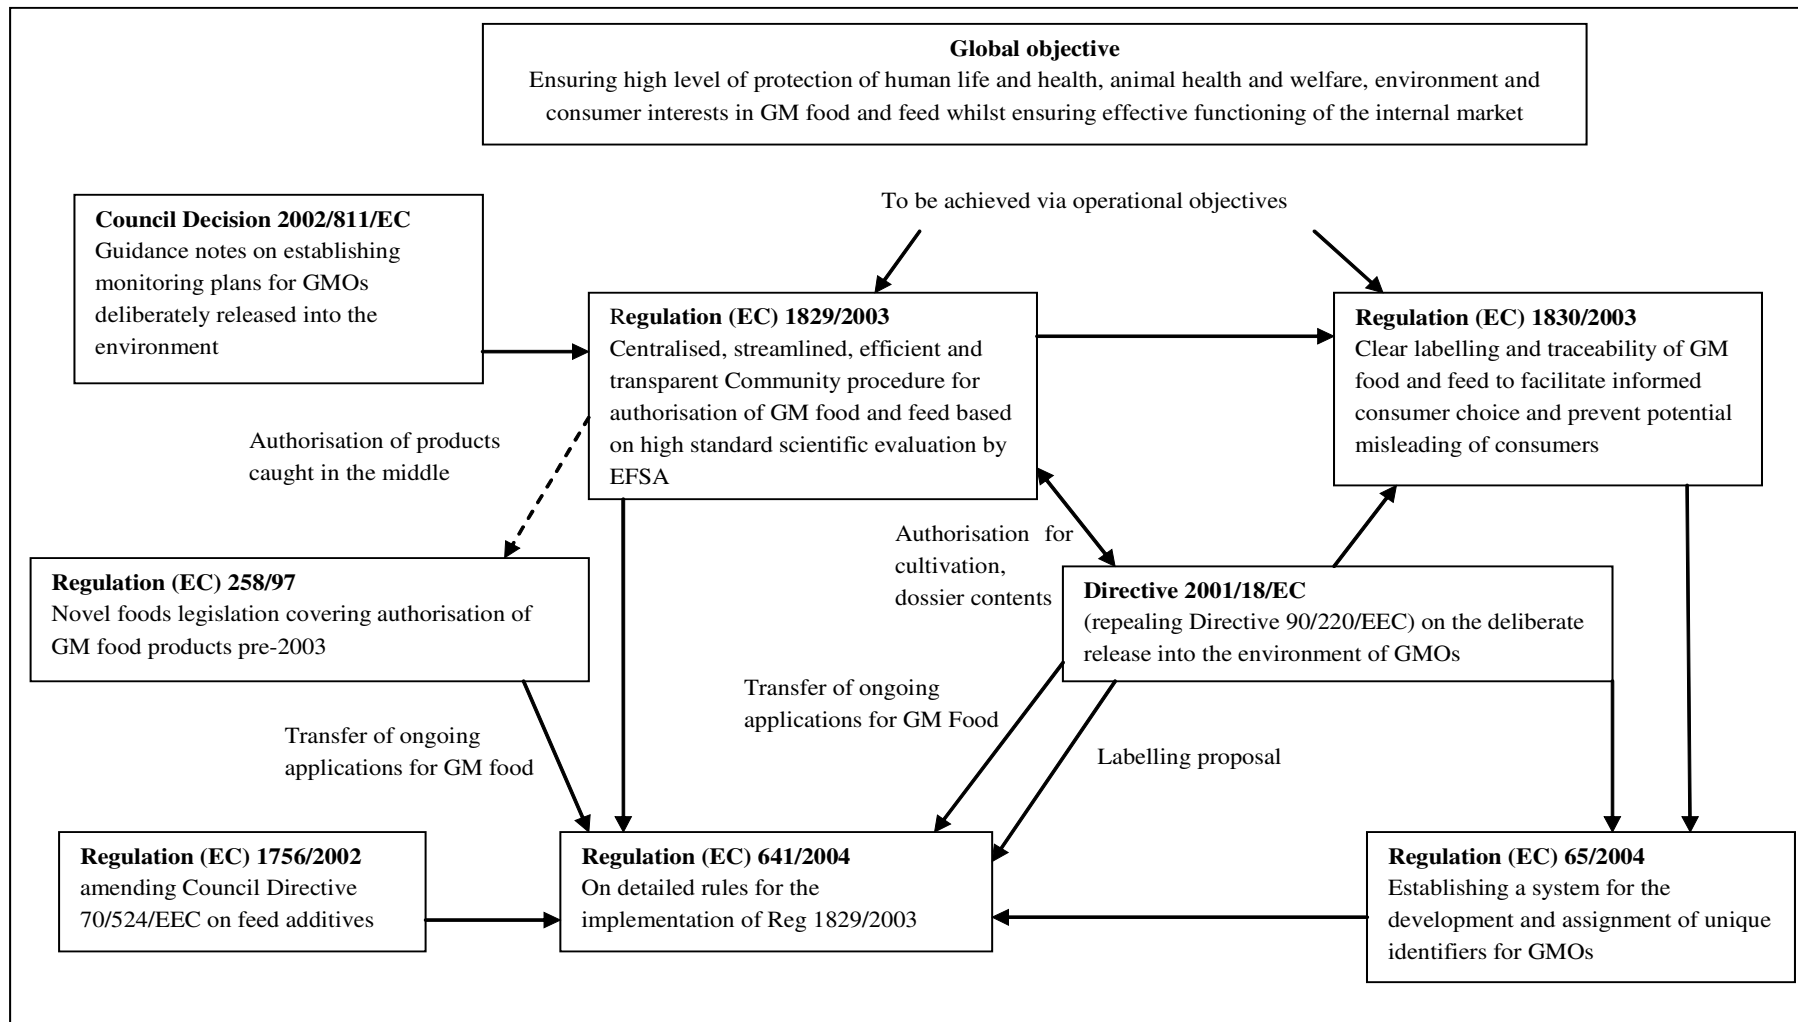 Global objective
Ensuring high level of protection of human life and health, animal health and welfare, environment and
consumer interests in GM food and feed whilst ensuring effective functioning of the internal market
To be achieved via operational objectives
Council Decision 2002/811/EC
Guidance notes on establishing
monitoring plans for GMOs
deliberately released into the
environment
Regulation (EC) 1829/2003
Centralised, streamlined, efficient and
transparent Community procedure for
authorisation of GM food and feed based
on high standard scientific evaluation by
EFSA
Regulation (EC) 1830/2003
Clear labelling and traceability of GM
food and feed to facilitate informed
consumer choice and prevent potential
misleading of consumers
Authorisation of products
caught in the middle
Authorisation for
cultivation,
dossier contents
Regulation (EC) 258/97
Novel foods legislation covering authorisation of
GM food products pre-2003
Directive 2001/18/EC
(repealing Directive 90/220/EEC) on the deliberate
release into the environment of GMOs
Transfer of ongoing
applications for GM food
Transfer of ongoing
applications for GM Food
Labelling proposal
Regulation (EC) 1756/2002
amending Council Directive
70/524/EEC on feed additives
Regulation (EC) 641/2004
On detailed rules for the
implementation of Reg 1829/2003
Regulation (EC) 65/2004
Establishing a system for the
development and assignment of unique
identifiers for GMOs